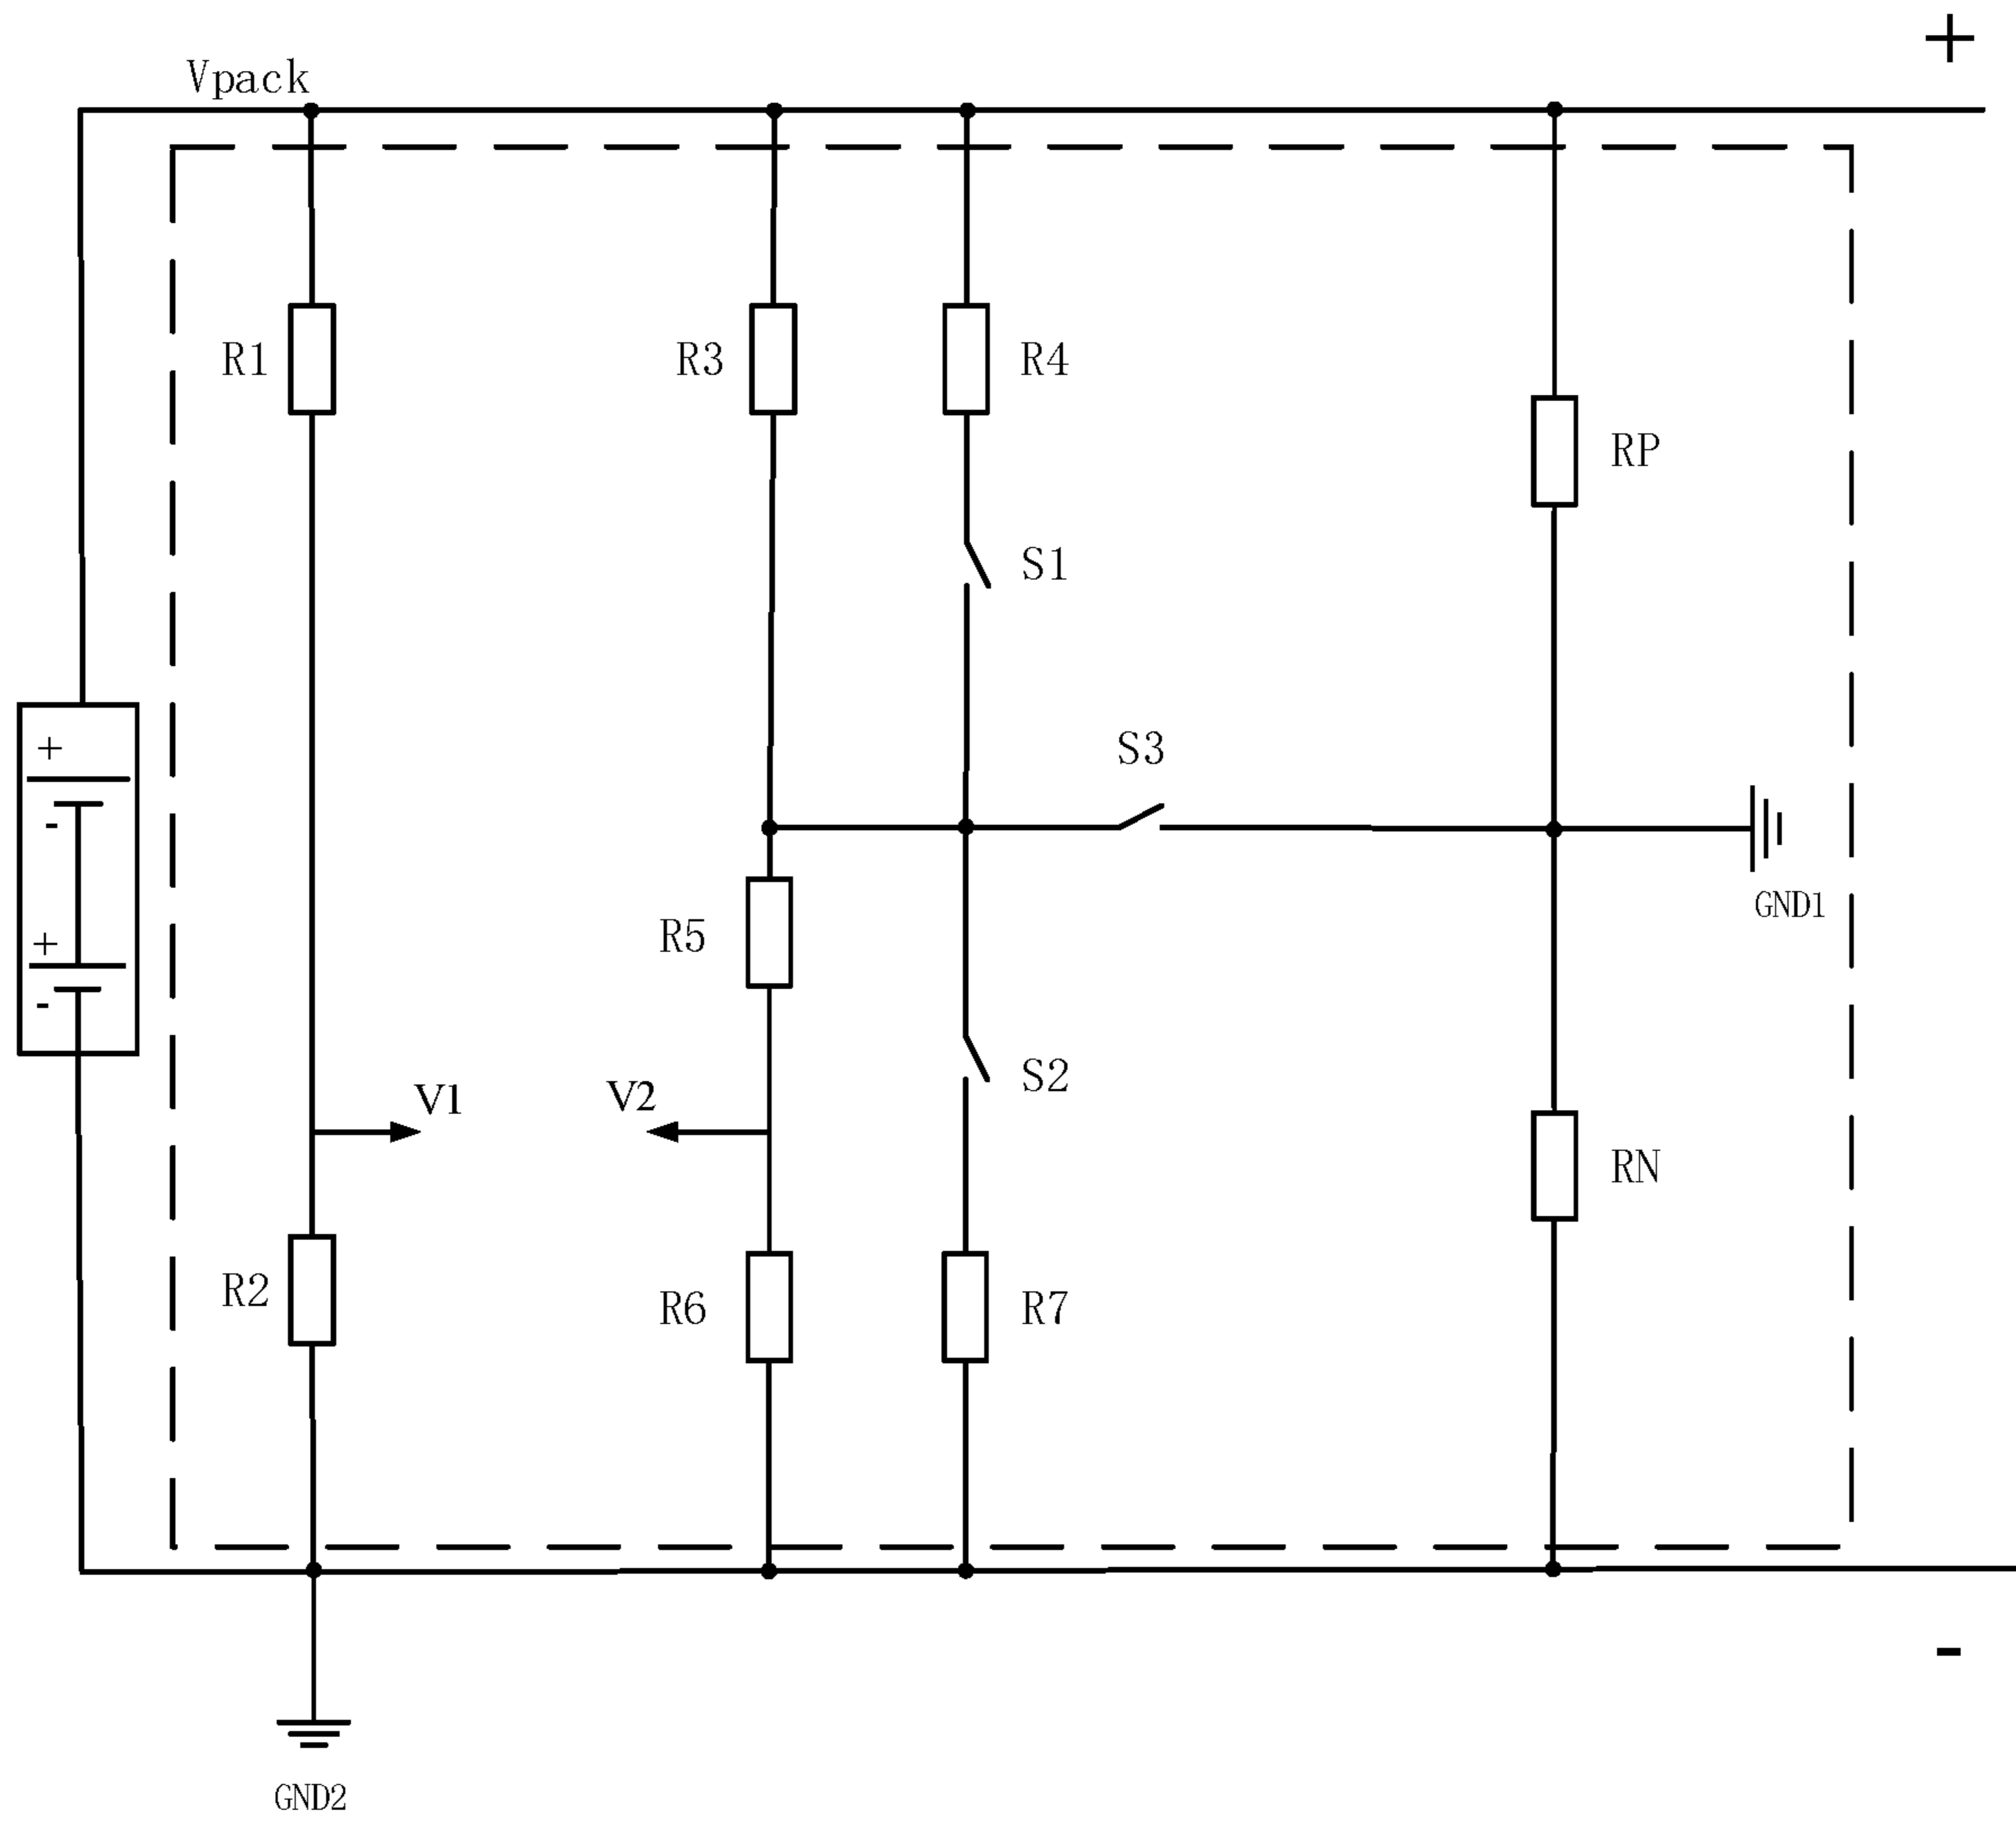 +
Vpack
R1
R3
R4
RP
S1
+
-
S3
GND1
+
-
R5
V1
V2
S2
RN
R2
R6
R7
-
GND2